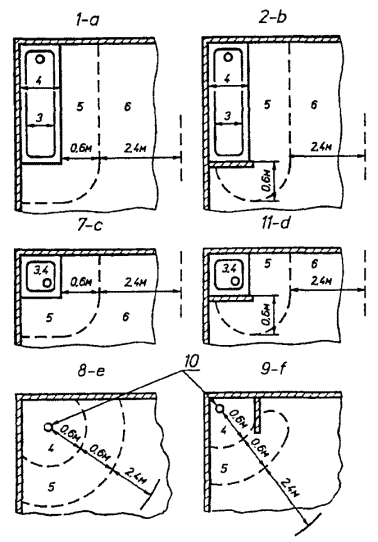 1-а 2-b
4 5 6 4 5 6
3 3
0,6м 2,4м 0,6м 2,4м
7-с 11-d
3,4 0,6м 2,4м 3,4 5 6 2,4м
5 6 0,6м
8-е 10 9-f
0,6м 0,6м
4 0,6м 4 0,6м
5 2,4м 5 2,4м